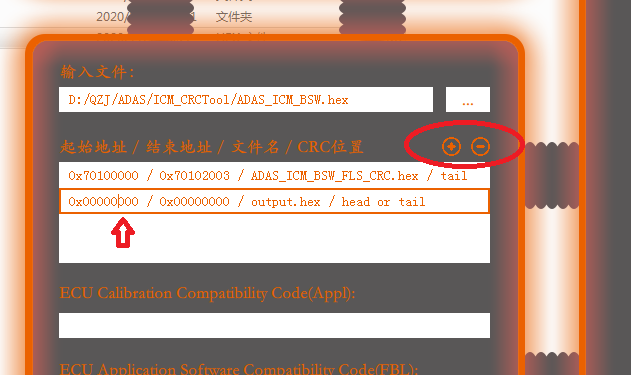 2020/
1
文件夹
输入文件:
D:/QZJ/ADAS/ICM_CRCTool/ADAS_ICM_BSW.hex
...
起始地址 / 结束地址 / 文件名 / CRC位置
0x70100000 / 0x70102003 / ADAS_ICM_BSW_FLS_CRC.hex / tail
0x00000000 / 0x00000000 / output.hex / head or tail
ECU Calibration Compatibility Code(Appl):
ECU Application Software Compatibility Code(FBL):